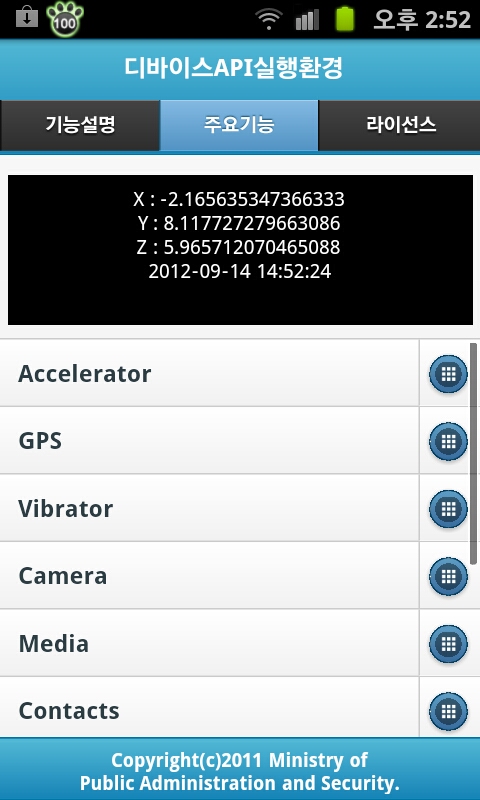 100
오후 2:52
디바이스API실행환경
기능설명
주요기능
라이선스
X : -2.165635347366333
Y : 8.117727279663086
Z : 5.965712070465088
2012-09-14 14:52:24
Accelerator
GPS
Vibrator
Camera
Media
Contacts
Copyright(c)2011 Ministry of
Public Administration and Security.